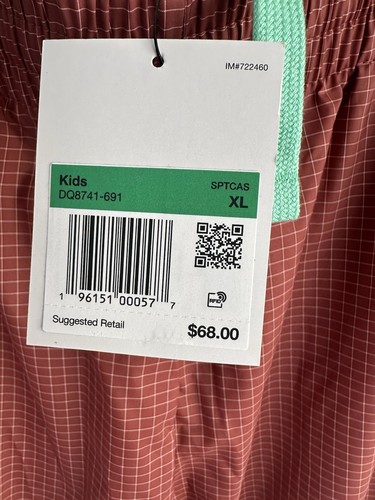 IM#722460
Kids
SPTCAS
DQ8741-691
XL
1 96151 00057 7
RFID
Suggested Retail
$68.00